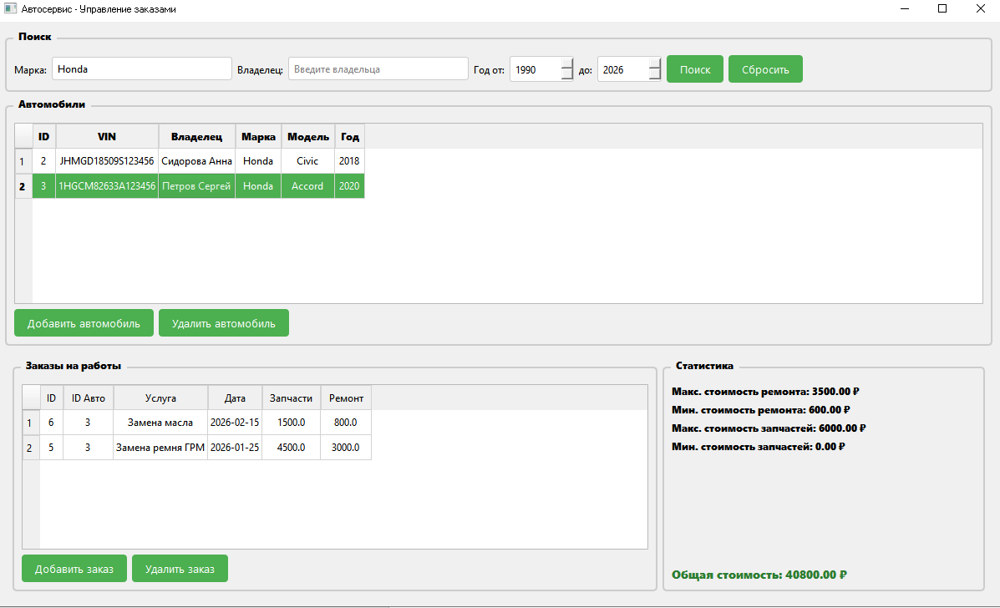 Автосервис - Управление заказами
Поиск
Марка: Honda Владелец: Введите владельца Год от: 1990 до: 2026 Поиск Сбросить
Автомобили
ID VIN Владелец Марка Модель Год
1 2 JHMGD18509S123456 Сидорова Анна Honda Civic 2018
2 3 1HGCM82633A123456 Петров Сергей Honda Accord 2020
Добавить автомобиль Удалить автомобиль
Заказы на работы
ID ID Авто Услуга Дата Запчасти Ремонт
1 6 3 Замена масла 2026-02-15 1500.0 800.0
2 5 3 Замена ремня ГРМ 2026-01-25 4500.0 3000.0
Добавить заказ Удалить заказ
Статистика
Макс. стоимость ремонта: 3500.00 ₽
Мин. стоимость ремонта: 600.00 ₽
Макс. стоимость запчастей: 6000.00 ₽
Мин. стоимость запчастей: 0.00 ₽
Общая стоимость: 40800.00 ₽